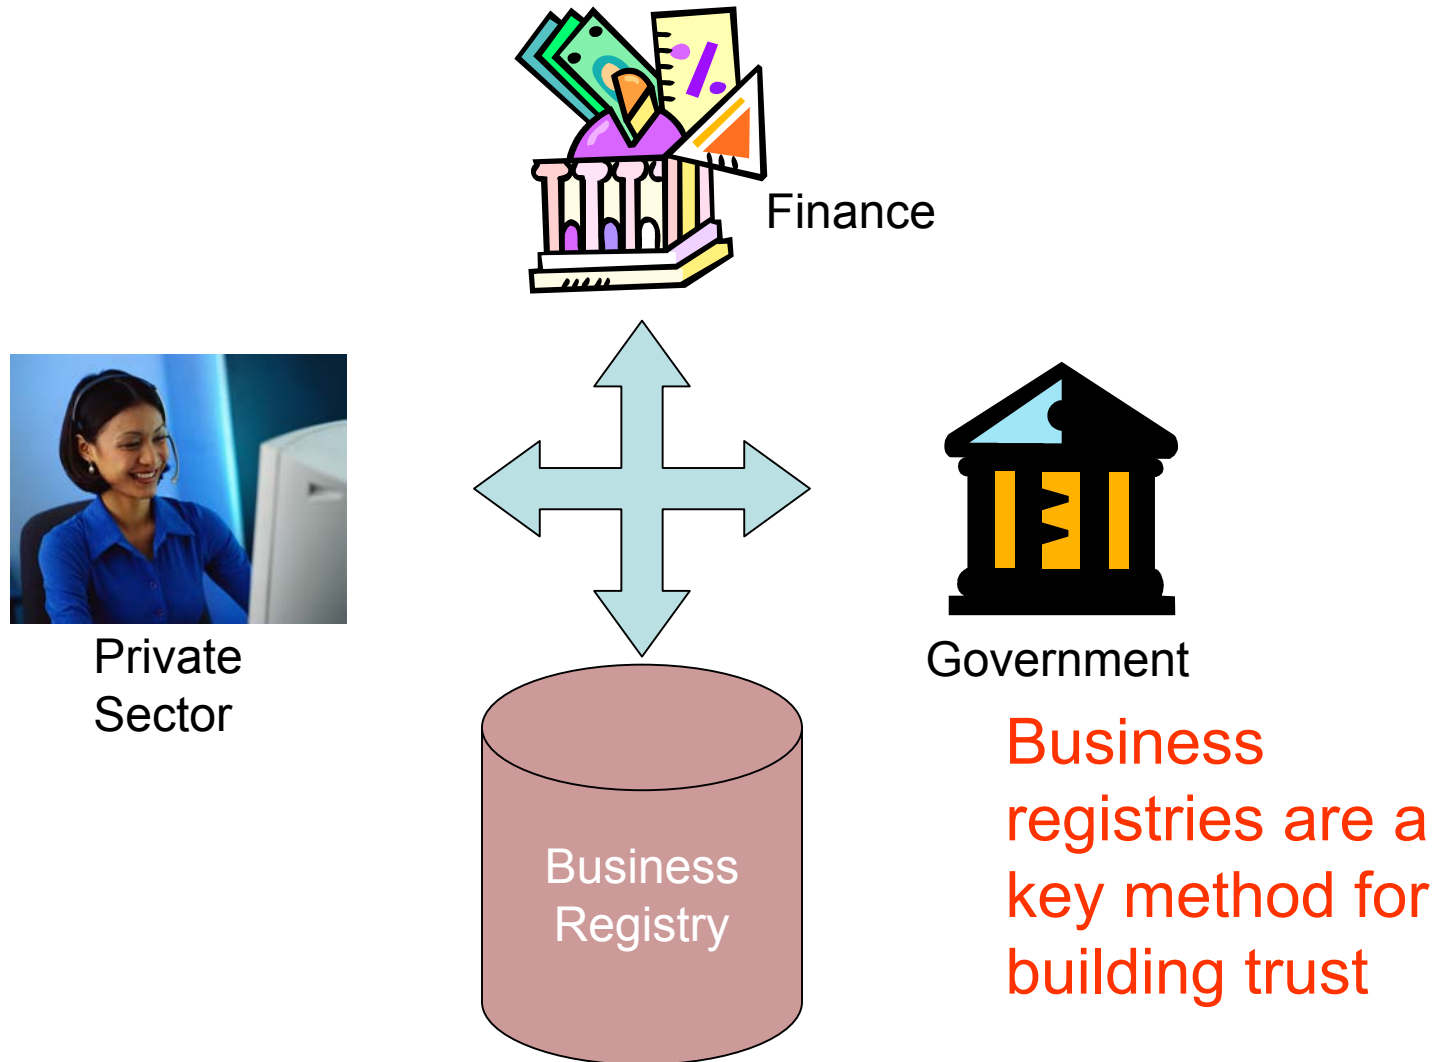 Finance
Private
Sector
Government
Business
registries are a
key method for
building trust
Business
Registry